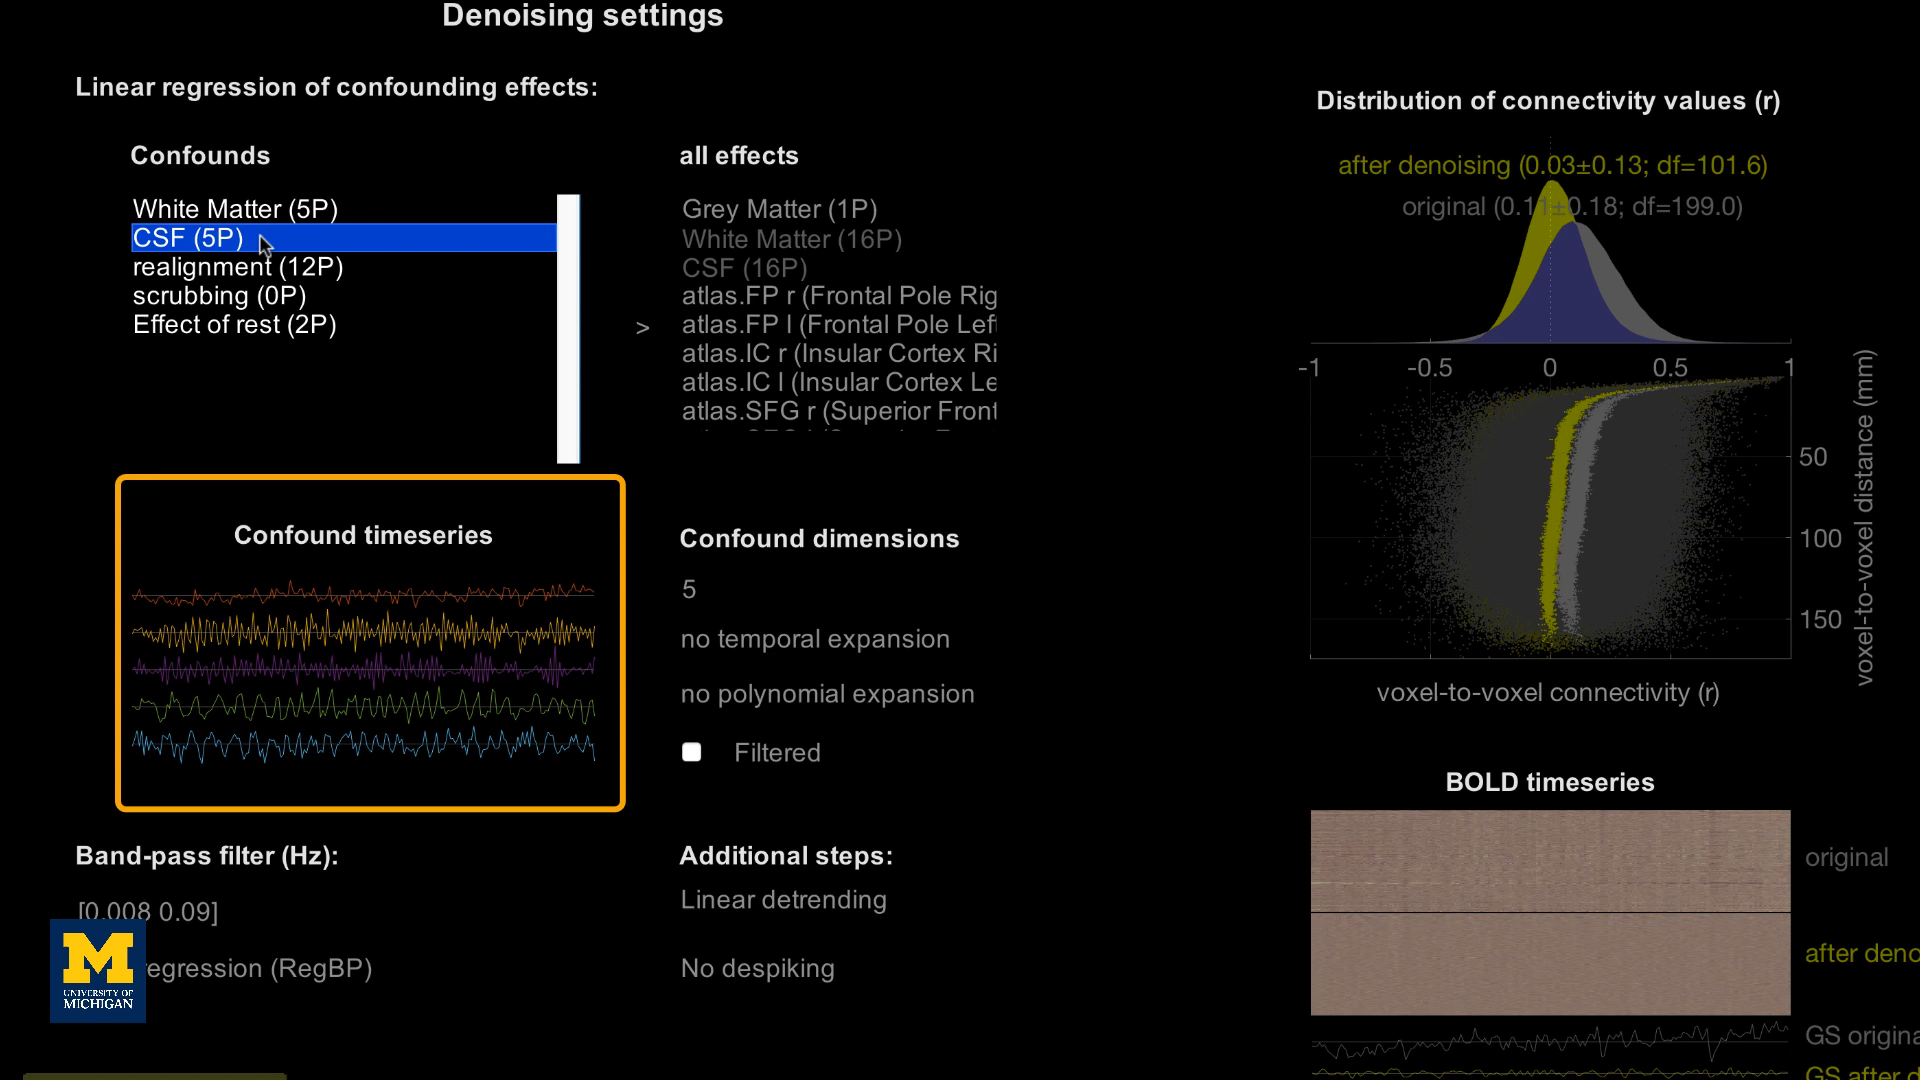 Denoising settings
Linear regression of confounding effects:
Confounds
White Matter (5P)
CSF (5P)
realignment (12P)
scrubbing (0P)
Effect of rest (2P)
>
all effects
Grey Matter (1P)
White Matter (16P)
CSF (16P)
atlas.FP r (Frontal Pole Rig
atlas.FP l (Frontal Pole Left
atlas.IC r (Insular Cortex Ri
atlas.IC l (Insular Cortex Le
atlas.SFG r (Superior Front
Confound timeseries
Confound dimensions
5
no temporal expansion
no polynomial expansion
Filtered
Band-pass filter (Hz):
[0.008 0.09]
regression (RegBP)
Additional steps:
Linear detrending
No despiking
M
UNIVERSITY OF
MICHIGAN
Distribution of connectivity values (r)
after denoising (0.03±0.13; df=101.6)
original (0.11±0.18; df=199.0)
-1 -0.5 0 0.5 1
50
100
150
voxel-to-voxel distance (mm)
voxel-to-voxel connectivity (r)
BOLD timeseries
original
after deno
GS origina
GS after d